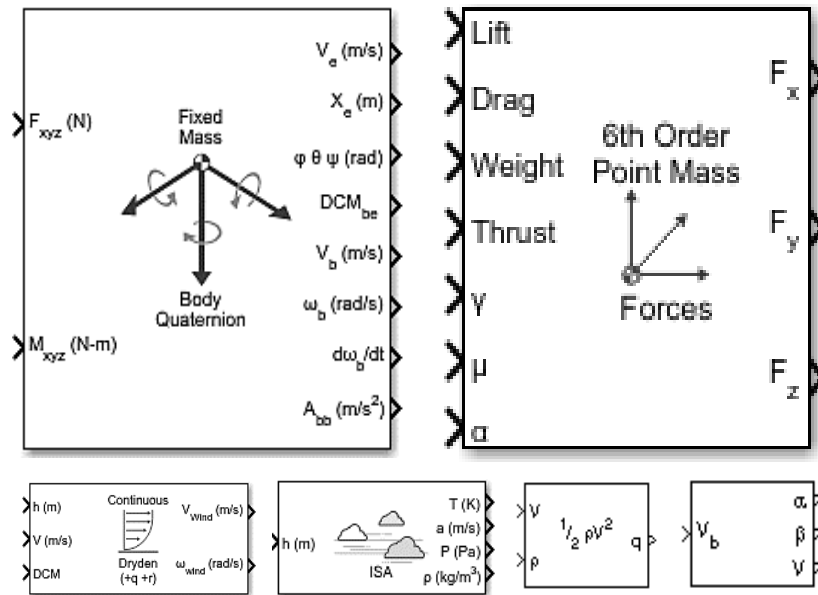 F_xyz (N)
M_xyz (N-m)
Fixed
Mass
Body
Quaternion
V_e (m/s)
X_e (m)
φ θ ψ (rad)
DCM_be
V_b (m/s)
ω_b (rad/s)
dω_b/dt
A_bb (m/s²)
Lift
Drag
Weight
Thrust
γ
μ
α
6th Order
Point Mass
Forces
F_x
F_y
F_z
h (m)
V (m/s)
DCM
Continuous
Dryden
(+q +r)
V_Wind (m/s)
ω_wind (rad/s)
h (m)
ISA
T (K)
a (m/s)
P (Pa)
ρ (kg/m³)
V
ρ
1/2 ρV²
q
V_b
α
β
V